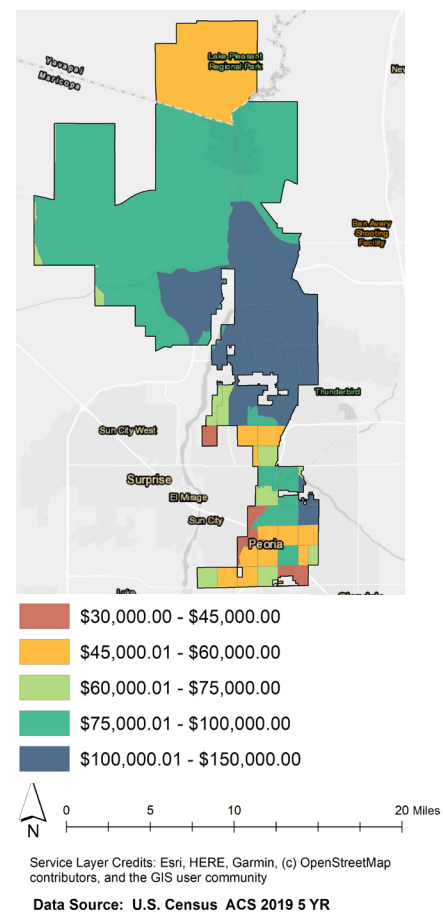 Lake Pleasant
Regional Park
Yavapai
Maricopa
Ben Avery
Shooting
Facility
Thunderbird
Sun City West
Surprise
El Mirage
Sun City
Peoria
$30,000.00 - $45,000.00
$45,000.01 - $60,000.00
$60,000.01 - $75,000.00
$75,000.01 - $100,000.00
$100,000.01 - $150,000.00
N
0 5 10 20 Miles
Service Layer Credits: Esri, HERE, Garmin, (c) OpenStreetMap
contributors, and the GIS user community
Data Source: U.S. Census ACS 2019 5 YR